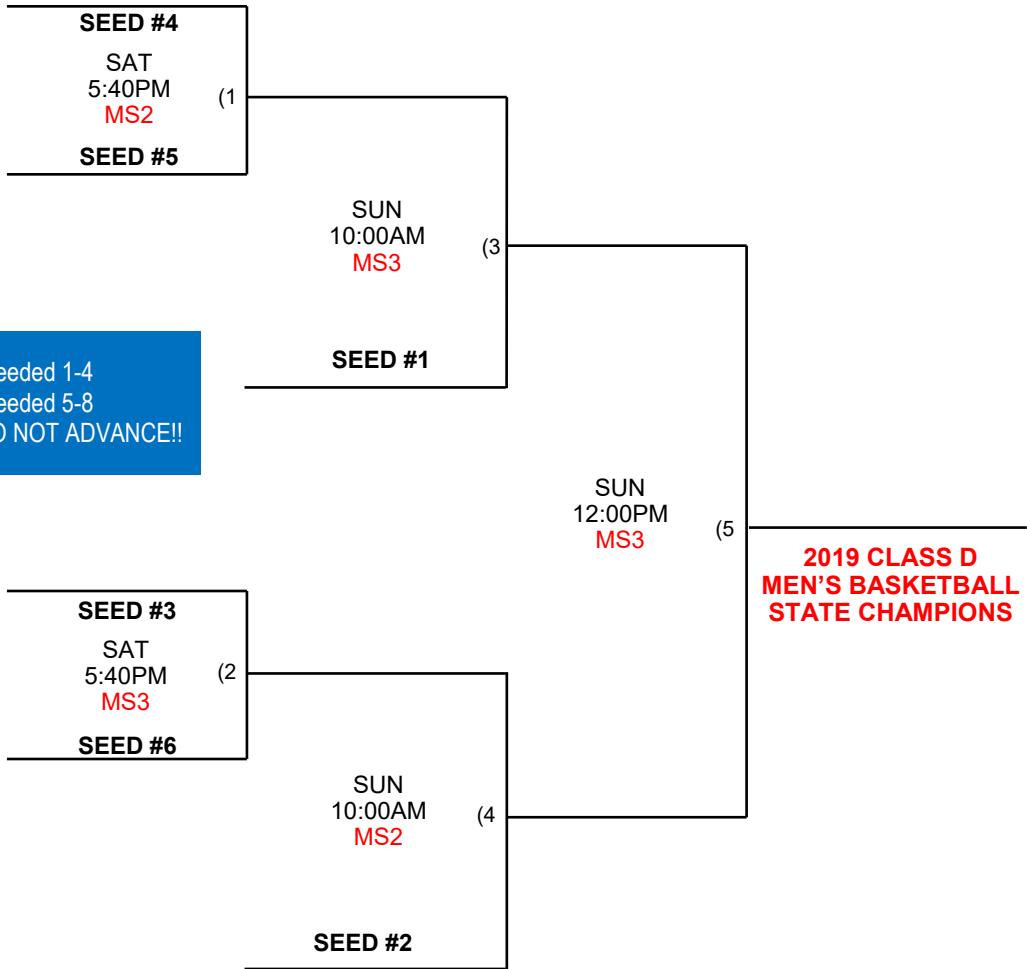 SEED #4
SAT
5:40PM
MS2
(1
SEED #5
SUN
10:00AM
MS3
(3
SEED #1
eeded 1-4
eeded 5-8
NOT ADVANCE!!
SUN
12:00PM
MS3
(5
2019 CLASS D
MEN'S BASKETBALL
STATE CHAMPIONS
SEED #3
SAT
5:40PM
MS3
(2
SEED #6
SUN
10:00AM
MS2
(4
SEED #2